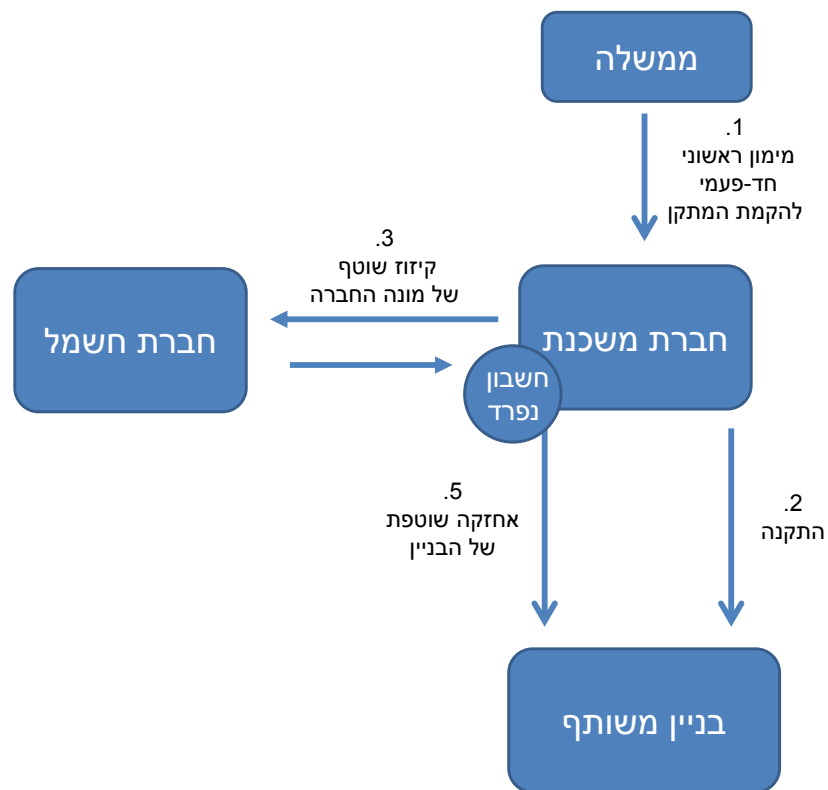 ממשלה
.1
מימון ראשוני
חד-פעמי
להקמת המתקן
.3
קיזוז שוטף
של מונה החברה
חברת משכנת
חברת חשמל
חשבון
נפרד
.5
אחזקה שוטפת
של הבניין
.2
התקנה
בניין משותף